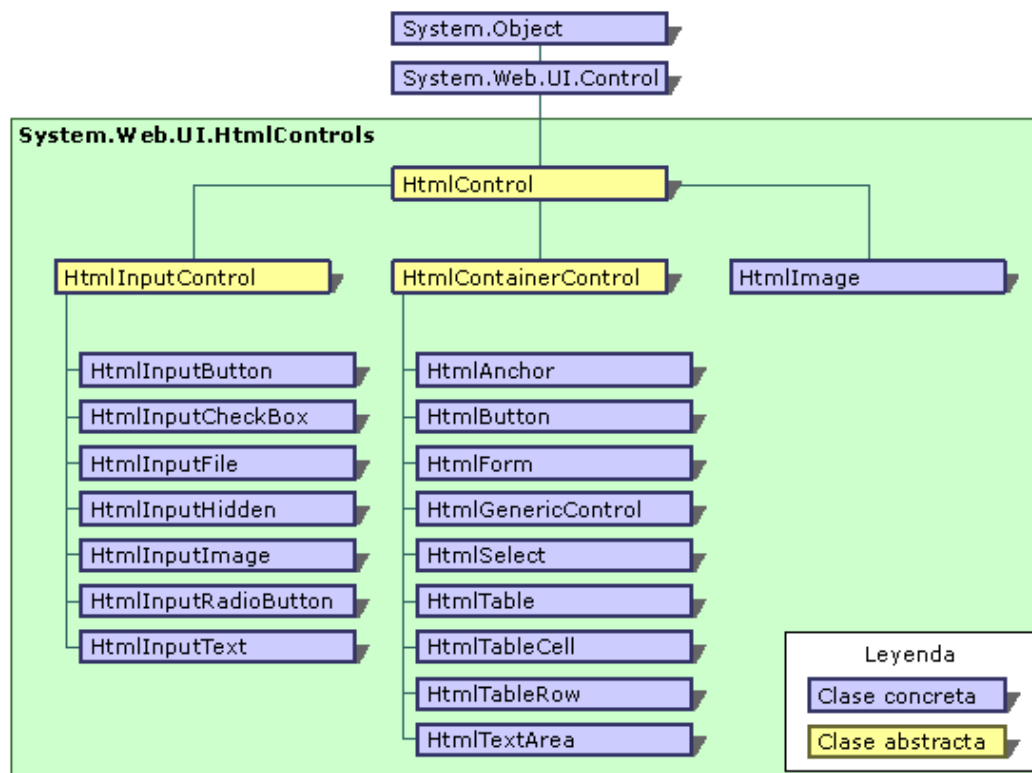 System.Object
System.Web.UI.Control
System.Web.UI.HtmlControls
HtmlControl
HtmlInputControl
HtmlContainerControl
HtmlImage
HtmlInputButton
HtmlInputCheckBox
HtmlInputFile
HtmlInputHidden
HtmlInputImage
HtmlInputRadioButton
HtmlInputText
HtmlAnchor
HtmlButton
HtmlForm
HtmlGenericControl
HtmlSelect
HtmlTable
HtmlTableCell
HtmlTableRow
HtmlTextArea
Leyenda
Clase concreta
Clase abstracta